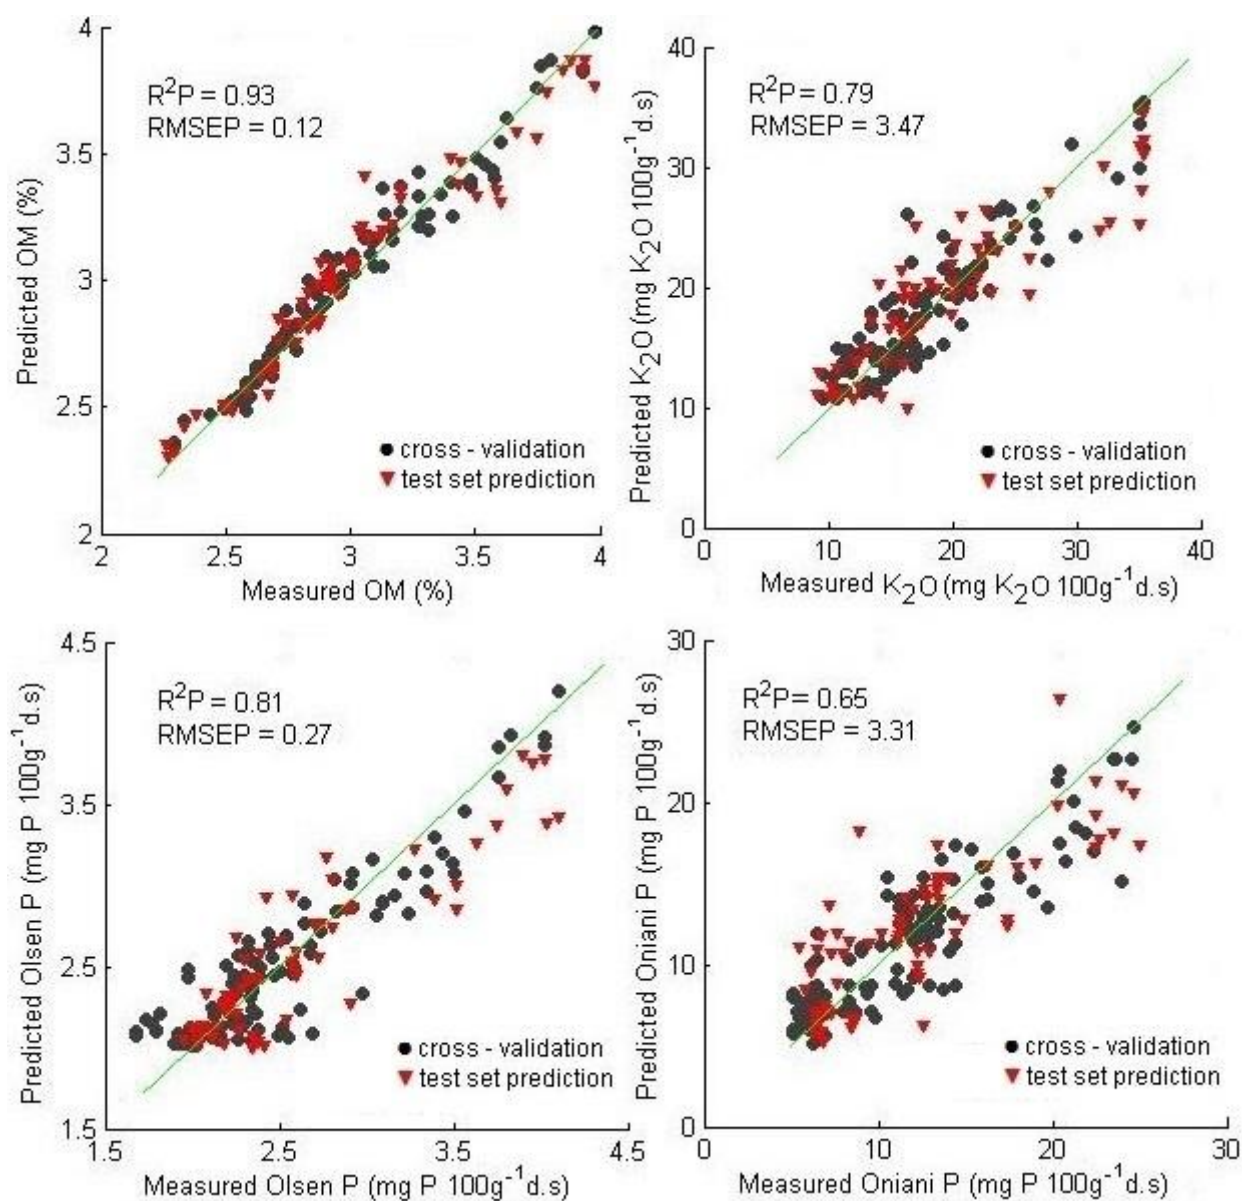 4
3.5
3
2.5
2
Predicted OM (%)
R²P = 0.93
RMSEP = 0.12
● cross - validation
▼ test set prediction
2 2.5 3 3.5 4
Measured OM (%)
40
30
20
10
0
Predicted K₂O (mg K₂O 100g⁻¹d.s)
R²P = 0.79
RMSEP = 3.47
● cross - validation
▼ test set prediction
0 10 20 30 40
Measured K₂O (mg K₂O 100g⁻¹d.s)
4.5
3.5
2.5
1.5
Predicted Olsen P (mg P 100g⁻¹d.s)
R²P = 0.81
RMSEP = 0.27
● cross - validation
▼ test set prediction
1.5 2.5 3.5 4.5
Measured Olsen P (mg P 100g⁻¹d.s)
30
20
10
0
Predicted Oniani P (mg P 100g⁻¹d.s)
R²P= 0.65
RMSEP = 3.31
● cross - validation
▼ test set prediction
0 10 20 30
Measured Oniani P (mg P 100g⁻¹d.s)